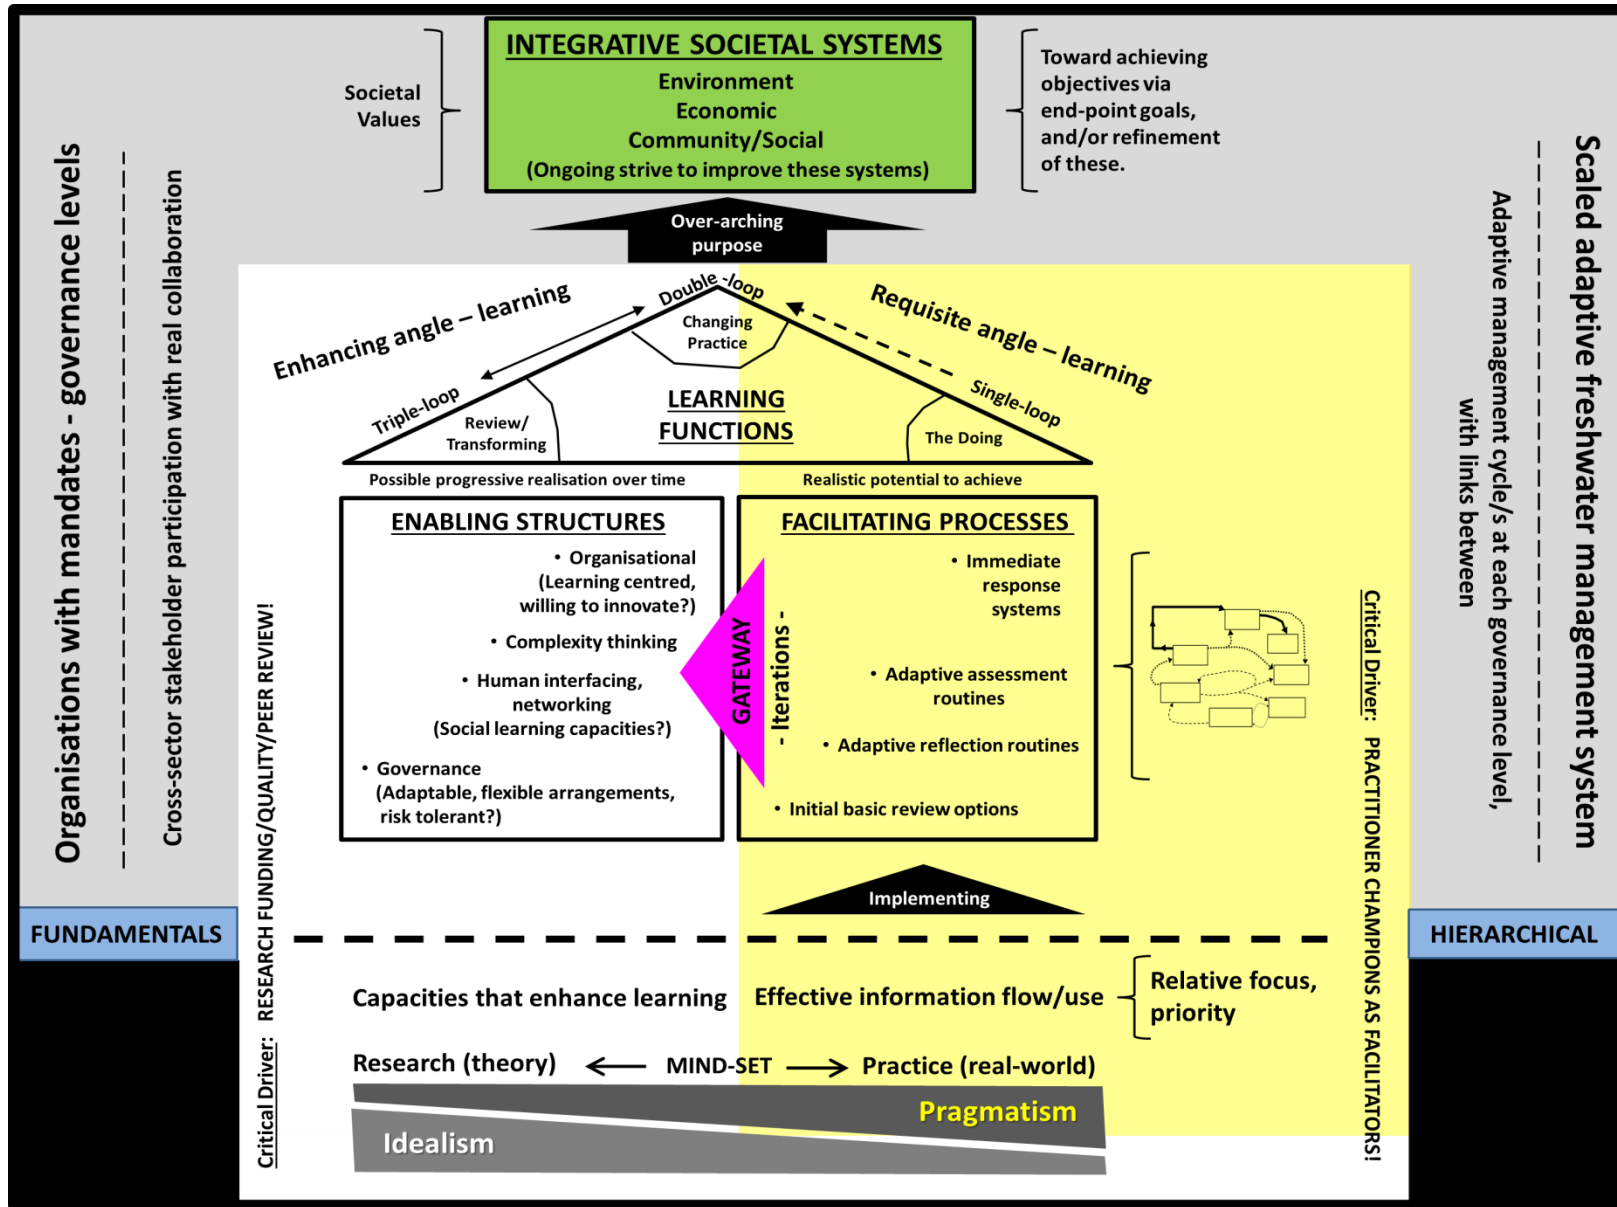 INTEGRATIVE SOCIETAL SYSTEMS
Environment
Economic
Community/Social
(Ongoing strive to improve these systems)
Societal
Values
Toward achieving
objectives via
end-point goals,
and/or refinement
of these.
Over-arching
purpose
Organisations with mandates - governance levels
Cross-sector stakeholder participation with real collaboration
Scaled adaptive freshwater management system
Adaptive management cycle/s at each governance level,
with links between
Enhancing angle – learning
Requisite angle – learning
Double -loop
Triple-loop
Single-loop
Changing
Practice
LEARNING
FUNCTIONS
Review/
Transforming
The Doing
Possible progressive realisation over time
Realistic potential to achieve
ENABLING STRUCTURES
• Organisational
(Learning centred,
willing to innovate?)
• Complexity thinking
• Human interfacing,
networking
(Social learning capacities?)
• Governance
(Adaptable, flexible arrangements,
risk tolerant?)
GATEWAY
- Iterations -
FACILITATING PROCESSES
• Immediate
response
systems
• Adaptive assessment
routines
• Adaptive reflection routines
• Initial basic review options
Critical Driver: RESEARCH FUNDING/QUALITY/PEER REVIEW!
Critical Driver: PRACTITIONER CHAMPIONS AS FACILITATORS!
Implementing
FUNDAMENTALS
HIERARCHICAL
Capacities that enhance learning
Effective information flow/use
Relative focus,
priority
Research (theory)
MIND-SET
Practice (real-world)
Pragmatism
Idealism